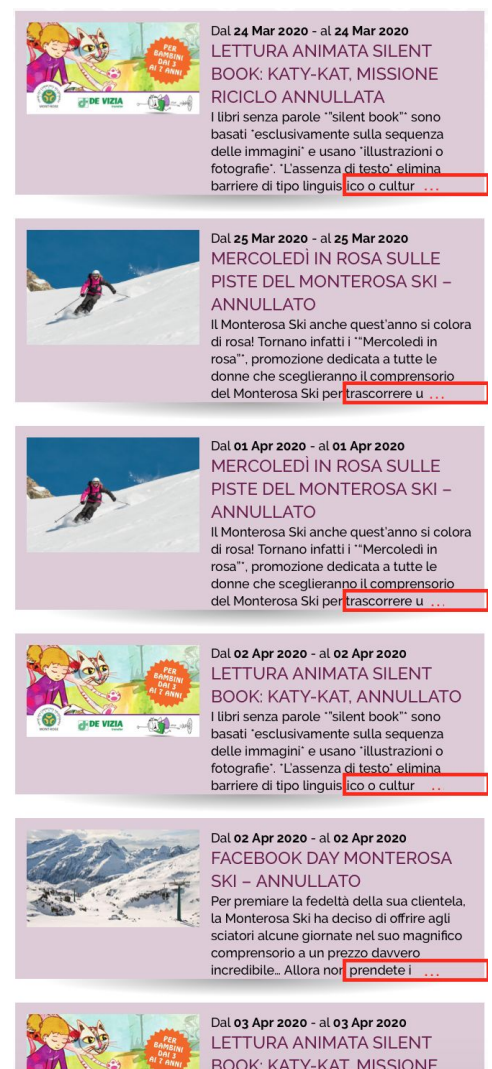 PER
BAMBINI
DAI 3
AI 7 ANNI
DE VIZIA
Dal 24 Mar 2020 - al 24 Mar 2020
LETTURA ANIMATA SILENT
BOOK: KATY-KAT, MISSIONE
RICICLO ANNULLATA
I libri senza parole *"silent book"* sono
basati *esclusivamente sulla sequenza
delle immagini* e usano *illustrazioni o
fotografie*. *L'assenza di testo* elimina
barriere di tipo linguis ico o cultur ...
Dal 25 Mar 2020 - al 25 Mar 2020
MERCOLEDÌ IN ROSA SULLE
PISTE DEL MONTEROSA SKI –
ANNULLATO
Il Monterosa Ski anche quest'anno si colora
di rosa! Tornano infatti i *"Mercoledì in
rosa"*, promozione dedicata a tutte le
donne che sceglieranno il comprensorio
del Monterosa Ski per trascorrere u ...
Dal 01 Apr 2020 - al 01 Apr 2020
MERCOLEDÌ IN ROSA SULLE
PISTE DEL MONTEROSA SKI –
ANNULLATO
Il Monterosa Ski anche quest'anno si colora
di rosa! Tornano infatti i *"Mercoledì in
rosa"*, promozione dedicata a tutte le
donne che sceglieranno il comprensorio
del Monterosa Ski per trascorrere u ...
PER
BAMBINI
DAI 3
AI 7 ANNI
DE VIZIA
Dal 02 Apr 2020 - al 02 Apr 2020
LETTURA ANIMATA SILENT
BOOK: KATY-KAT, ANNULLATO
I libri senza parole *"silent book"* sono
basati *esclusivamente sulla sequenza
delle immagini* e usano *illustrazioni o
fotografie*. *L'assenza di testo* elimina
barriere di tipo linguis ico o cultur ..
Dal 02 Apr 2020 - al 02 Apr 2020
FACEBOOK DAY MONTEROSA
SKI – ANNULLATO
Per premiare la fedeltà della sua clientela,
la Monterosa Ski ha deciso di offrire agli
sciatori alcune giornate nel suo magnifico
comprensorio a un prezzo davvero
incredibile... Allora non prendete i ...
PER
BAMBINI
DAI 3
AI 7 ANNI
Dal 03 Apr 2020 - al 03 Apr 2020
LETTURA ANIMATA SILENT
BOOK: KATY-KAT, MISSIONE